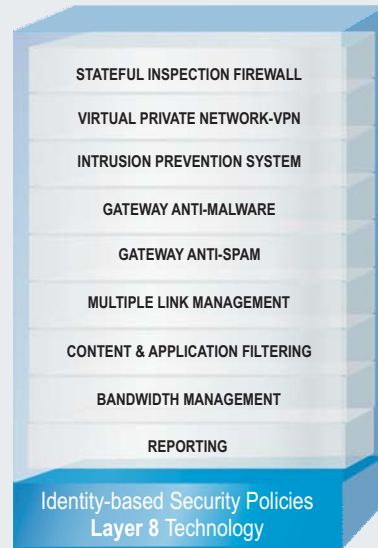 STATEFUL INSPECTION FIREWALL
VIRTUAL PRIVATE NETWORK-VPN
INTRUSION PREVENTION SYSTEM
GATEWAY ANTI-MALWARE
GATEWAY ANTI-SPAM
MULTIPLE LINK MANAGEMENT
CONTENT & APPLICATION FILTERING
BANDWIDTH MANAGEMENT
REPORTING
Identity-based Security Policies
Layer 8 Technology